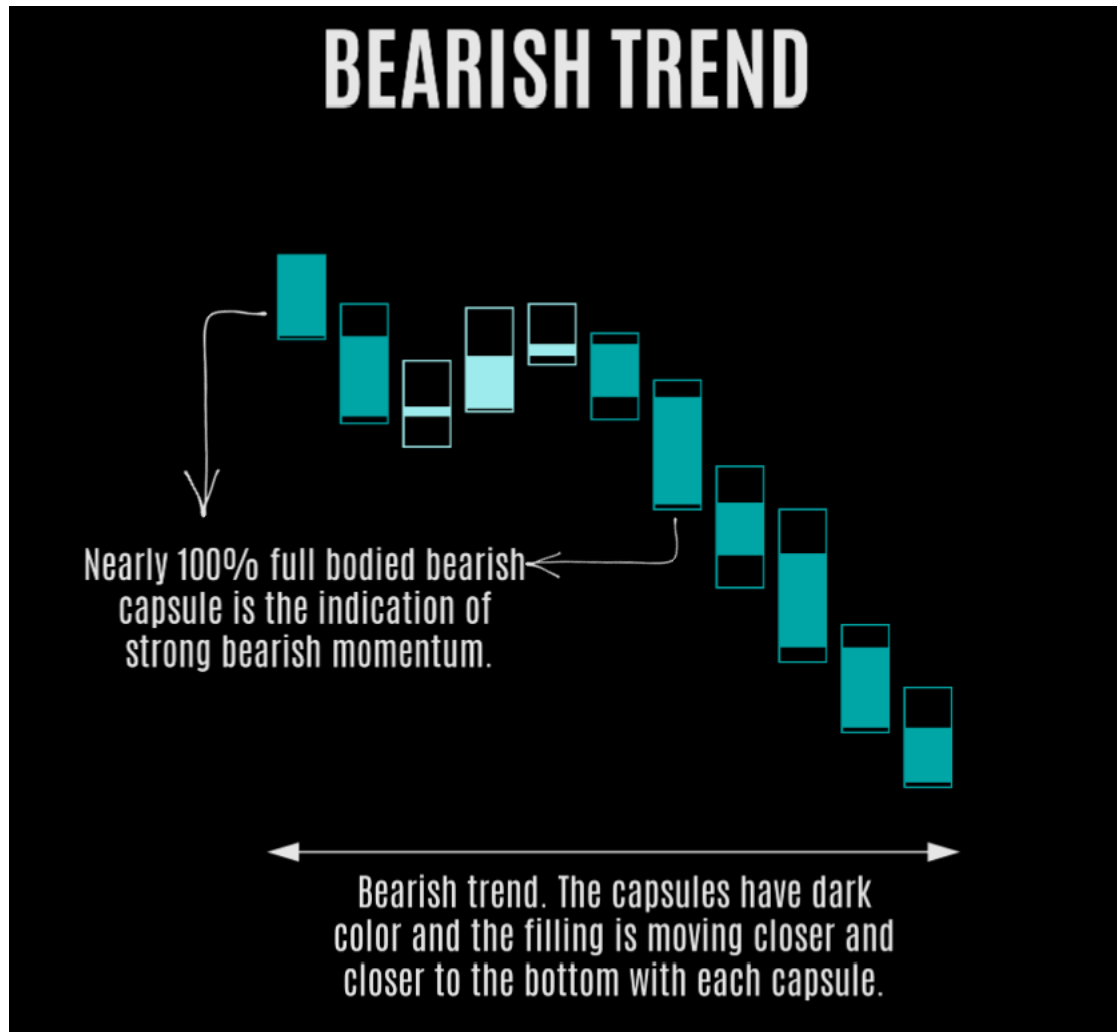 BEARISH TREND
Nearly 100% full bodied bearish
capsule is the indication of
strong bearish momentum.
Bearish trend. The capsules have dark
color and the filling is moving closer and
closer to the bottom with each capsule.